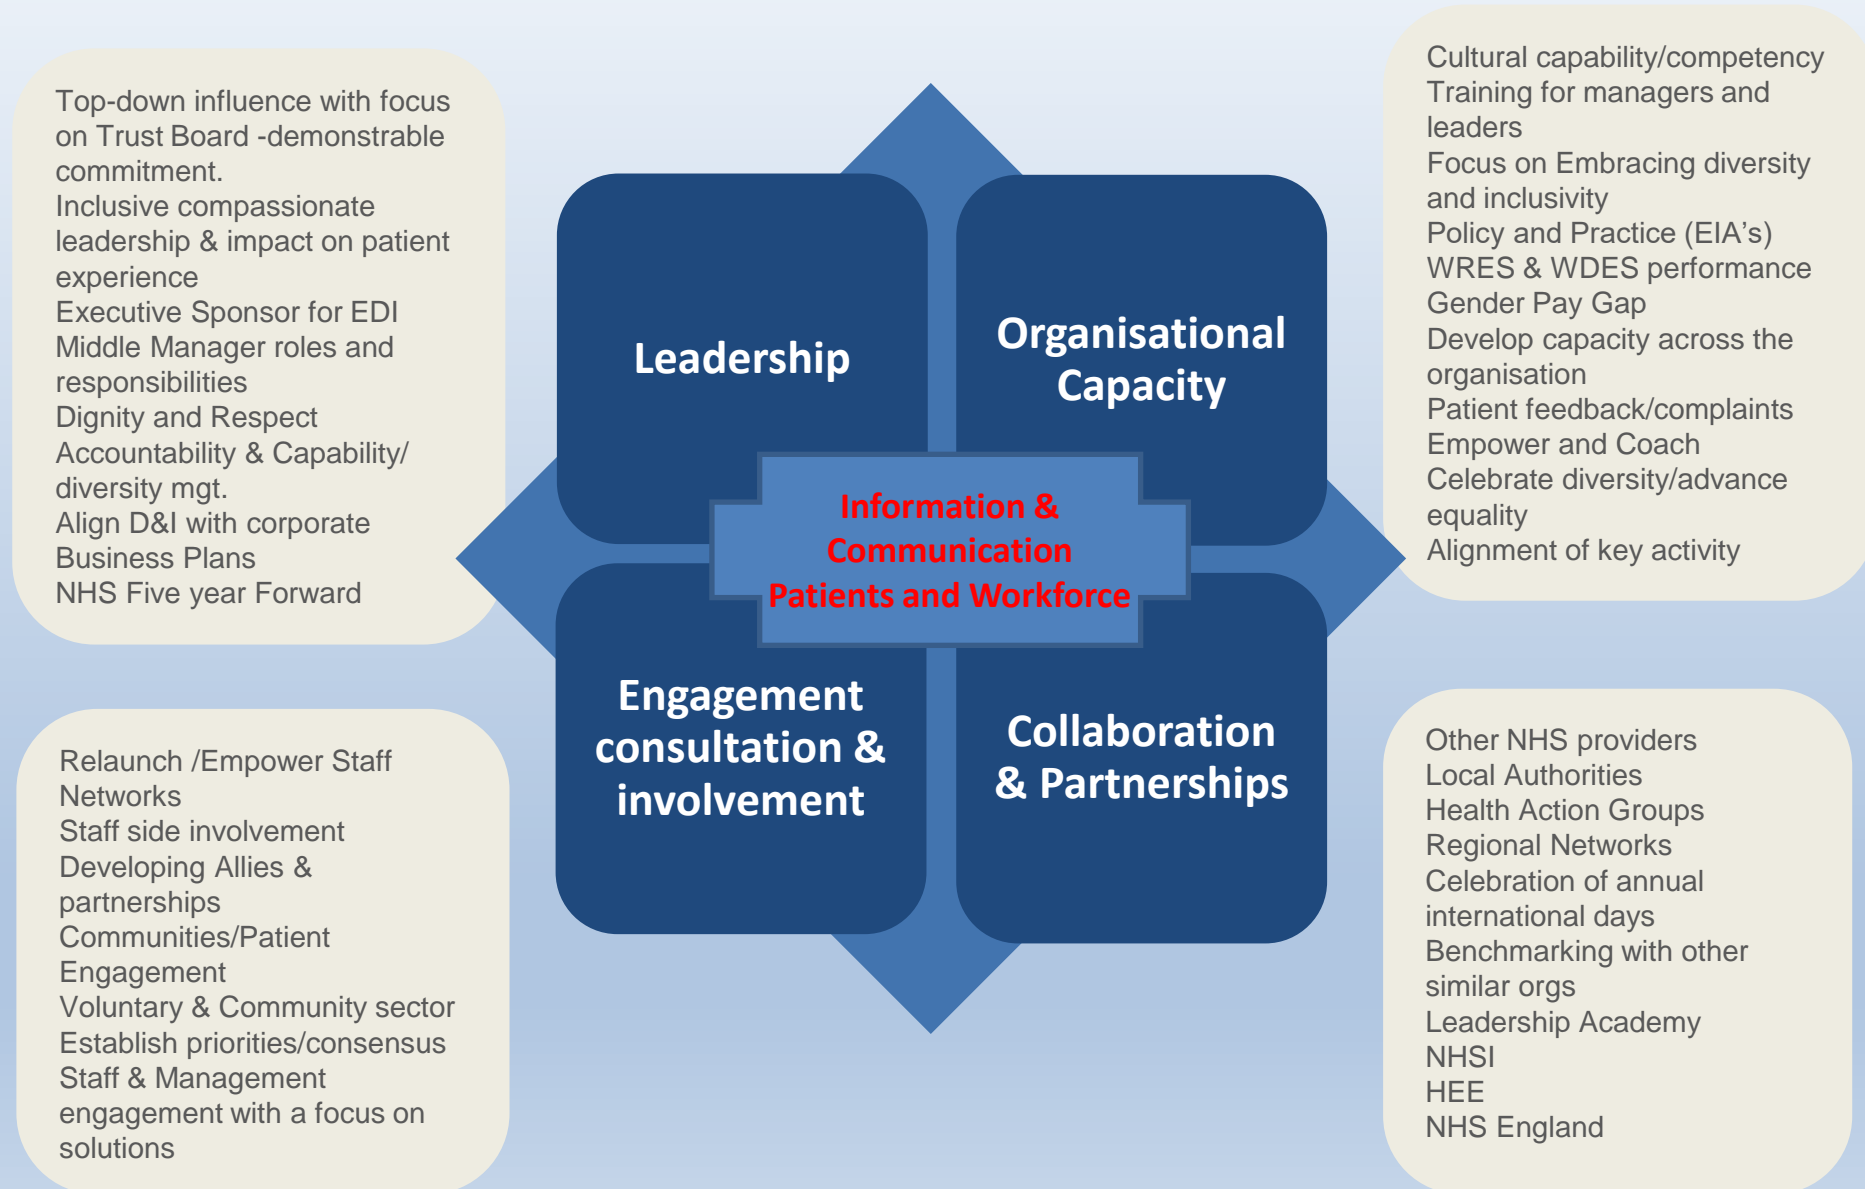 Top-down influence with focus
on Trust Board -demonstrable
commitment.
Inclusive compassionate
leadership & impact on patient
experience
Executive Sponsor for EDI
Middle Manager roles and
responsibilities
Dignity and Respect
Accountability & Capability/
diversity mgt.
Align D&I with corporate
Business Plans
NHS Five year Forward
Leadership
Organisational
Capacity
Cultural capability/competency
Training for managers and
leaders
Focus on Embracing diversity
and inclusivity
Policy and Practice (EIA’s)
WRES & WDES performance
Gender Pay Gap
Develop capacity across the
organisation
Patient feedback/complaints
Empower and Coach
Celebrate diversity/advance
equality
Alignment of key activity
Information &
Communication
Patients and Workforce
Relaunch /Empower Staff
Networks
Staff side involvement
Developing Allies &
partnerships
Communities/Patient
Engagement
Voluntary & Community sector
Establish priorities/consensus
Staff & Management
engagement with a focus on
solutions
Engagement
consultation &
involvement
Collaboration
& Partnerships
Other NHS providers
Local Authorities
Health Action Groups
Regional Networks
Celebration of annual
international days
Benchmarking with other
similar orgs
Leadership Academy
NHSI
HEE
NHS England